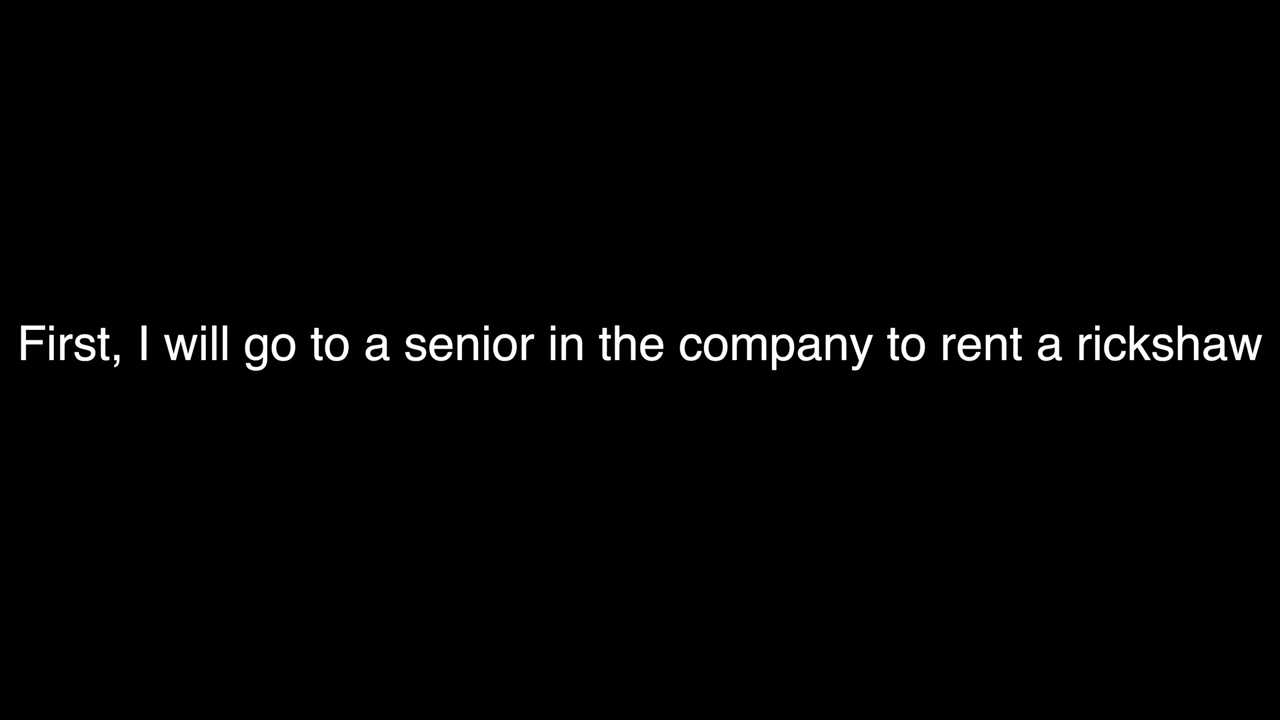 First, I will go to a senior in the company to rent a rickshaw